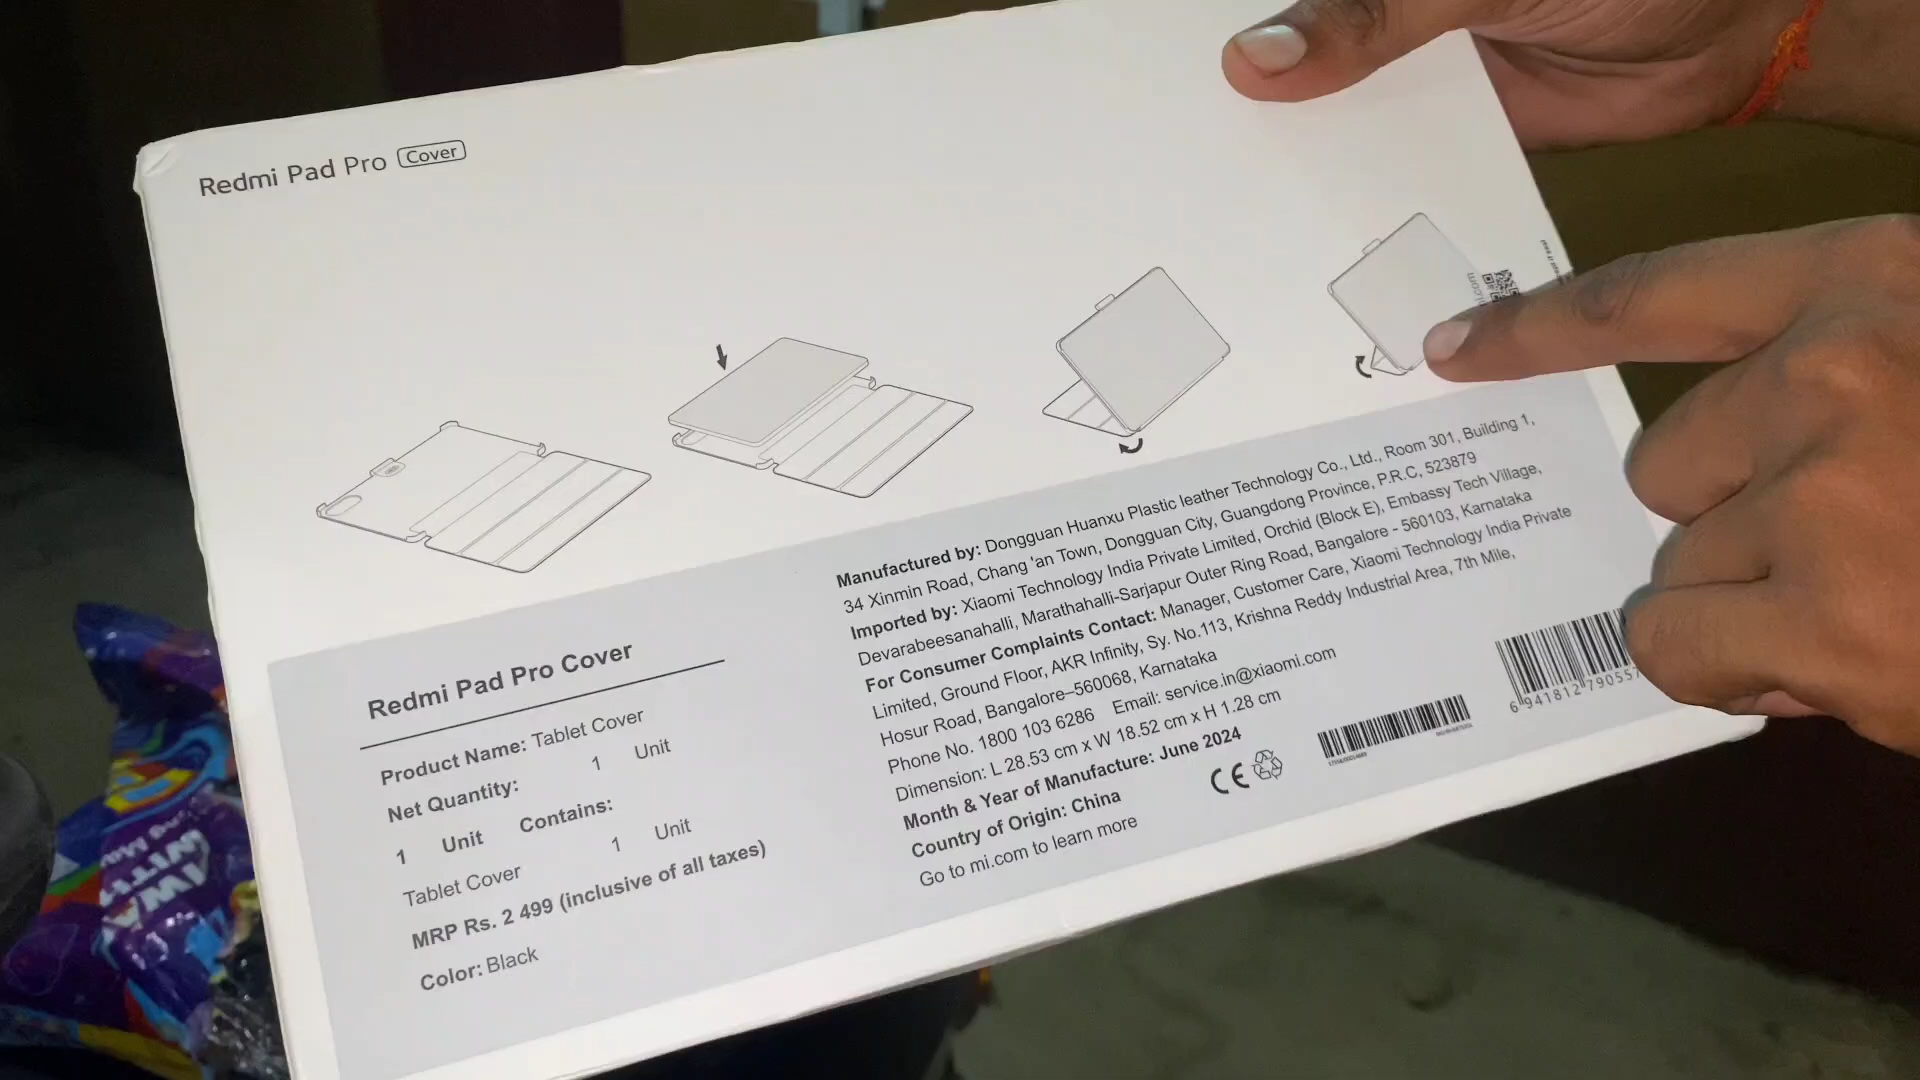 Redmi Pad Pro Cover
Redmi Pad Pro Cover
Product Name: Tablet Cover
Net Quantity: 1 Unit
1 Unit Contains:
Tablet Cover 1 Unit
MRP Rs. 2 499 (inclusive of all taxes)
Color: Black
Manufactured by: Dongguan Huanxu Plastic leather Technology Co., Ltd., Room 301, Building 1,
34 Xinmin Road, Chang 'an Town, Dongguan City, Guangdong Province, P.R.C, 523879
Imported by: Xiaomi Technology India Private Limited, Orchid (Block E), Embassy Tech Village,
Devarabeesanahalli, Marathahalli-Sarjapur Outer Ring Road, Bangalore - 560103, Karnataka
For Consumer Complaints Contact: Manager, Customer Care, Xiaomi Technology India Private
Limited, Ground Floor, AKR Infinity, Sy. No.113, Krishna Reddy Industrial Area, 7th Mile,
Hosur Road, Bangalore–560068, Karnataka
Phone No. 1800 103 6286 Email: service.in@xiaomi.com
Dimension: L 28.53 cm x W 18.52 cm x H 1.28 cm
Month & Year of Manufacture: June 2024
Country of Origin: China
Go to mi.com to learn more
CE
6 941812 790557